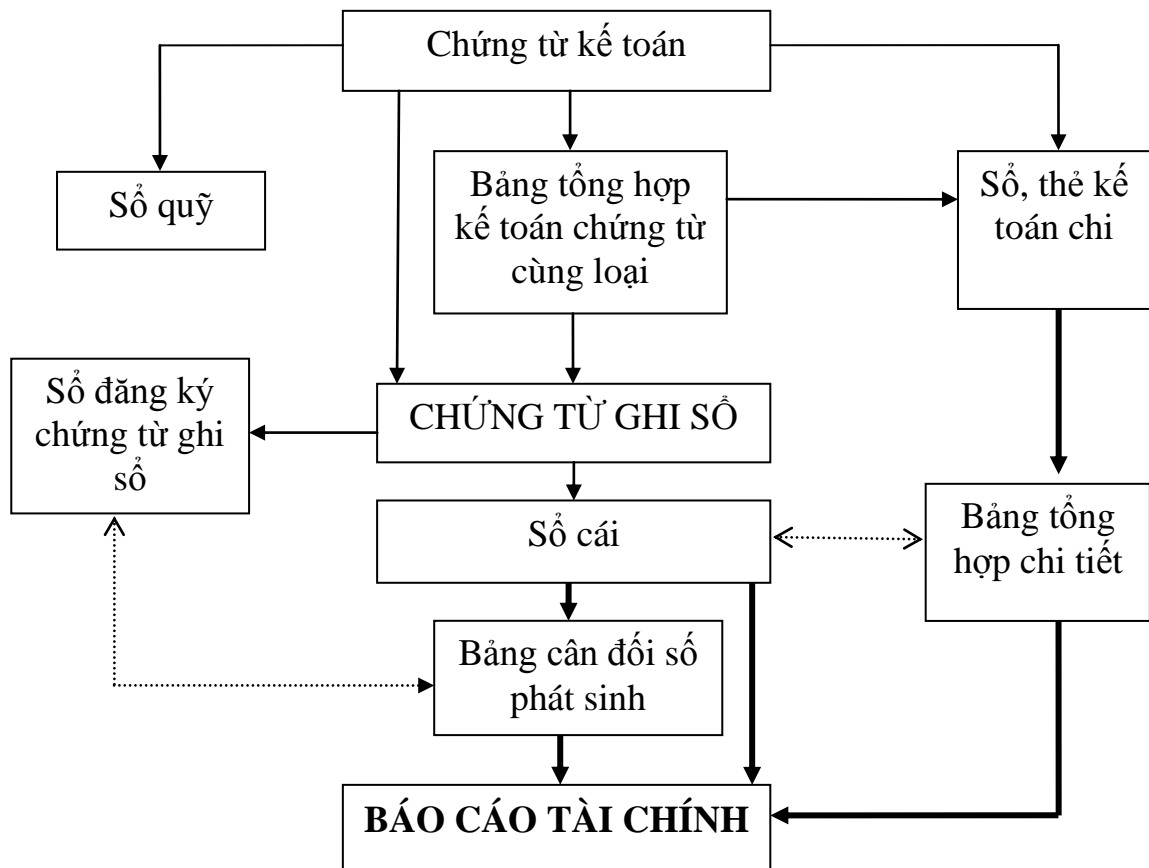 Chứng từ kế toán
Sổ quỹ
Bảng tổng hợp
kế toán chứng từ
cùng loại
Sổ, thẻ kế
toán chi
Sổ đăng ký
chứng từ ghi
sổ
CHỨNG TỪ GHI SỔ
Sổ cái
Bảng tổng
hợp chi tiết
Bảng cân đối số
phát sinh
BÁO CÁO TÀI CHÍNH